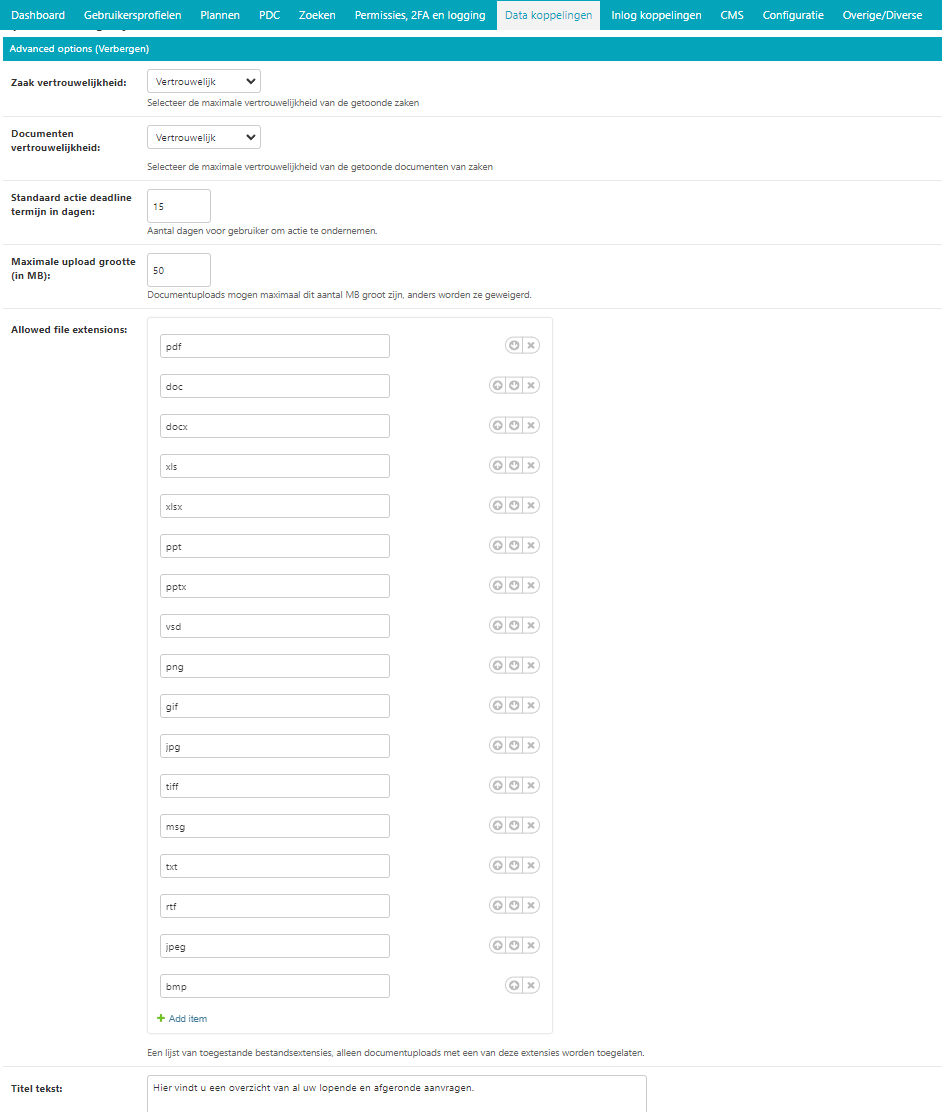 Dashboard Gebruikersprofielen Plannen PDC Zoeken Permissies, 2FA en logging Data koppelingen Inlog koppelingen CMS Configuratie Overige/Diverse
Advanced options (Verbergen)
Zaak vertrouwelijkheid: Vertrouwelijk
Selecteer de maximale vertrouwelijkheid van de getoonde zaken
Documenten
vertrouwelijkheid:
Vertrouwelijk
Selecteer de maximale vertrouwelijkheid van de getoonde documenten van zaken
Standaard actie deadline
termijn in dagen:
15
Aantal dagen voor gebruiker om actie te ondernemen.
Maximale upload grootte
(in MB):
50
Documentuploads mogen maximaal dit aantal MB groot zijn, anders worden ze geweigerd.
Allowed file extensions:
pdf
doc
docx
xls
xlsx
ppt
pptx
vsd
png
gif
jpg
tiff
msg
txt
rtf
jpeg
bmp
Add item
Een lijst van toegestande bestandsextensies, alleen documentuploads met een van deze extensies worden toegelaten.
Titel tekst: Hier vindt u een overzicht van al uw lopende en afgeronde aanvragen.